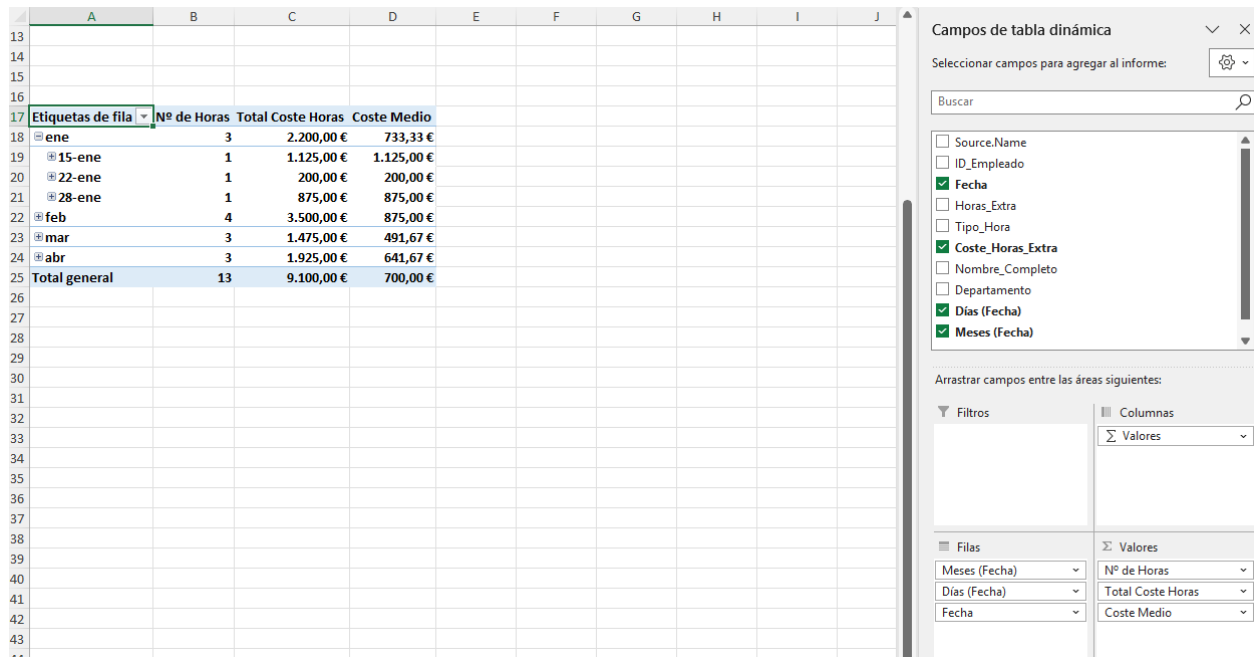 A B C D E F G H I J
13
14
15
16
17 Etiquetas de fila Nº de Horas Total Coste Horas Coste Medio
18 ene 3 2.200,00 € 733,33 €
19 15-ene 1 1.125,00 € 1.125,00 €
20 22-ene 1 200,00 € 200,00 €
21 28-ene 1 875,00 € 875,00 €
22 feb 4 3.500,00 € 875,00 €
23 mar 3 1.475,00 € 491,67 €
24 abr 3 1.925,00 € 641,67 €
25 Total general 13 9.100,00 € 700,00 €
26
27
28
29
30
31
32
33
34
35
36
37
38
39
40
41
42
43
Campos de tabla dinámica
Seleccionar campos para agregar al informe:
Buscar
Source.Name
ID_Empleado
Fecha
Horas_Extra
Tipo_Hora
Coste_Horas_Extra
Nombre_Completo
Departamento
Días (Fecha)
Meses (Fecha)
Arrastrar campos entre las áreas siguientes:
Filtros
Columnas
Σ Valores
Filas
Meses (Fecha)
Días (Fecha)
Fecha
Σ Valores
Nº de Horas
Total Coste Horas
Coste Medio